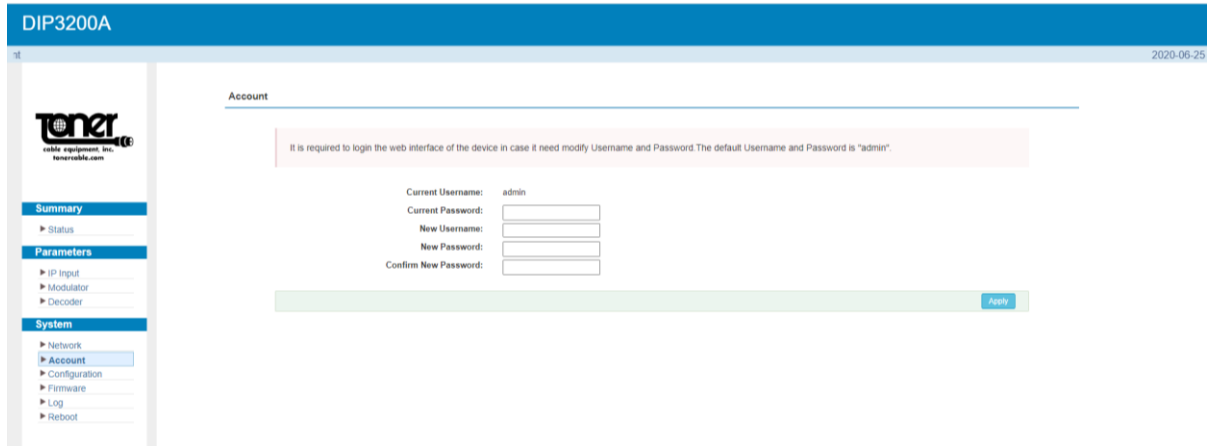 DIP3200A
nt
2020-06-25
TONER
cable equipment, inc.
tonercable.com
Summary
Status
Parameters
IP Input
Modulator
Decoder
System
Network
Account
Configuration
Firmware
Log
Reboot
Account
It is required to login the web interface of the device in case it need modify Username and Password.The default Username and Password is "admin".
Current Username: admin
Current Password:
New Username:
New Password:
Confirm New Password:
Apply